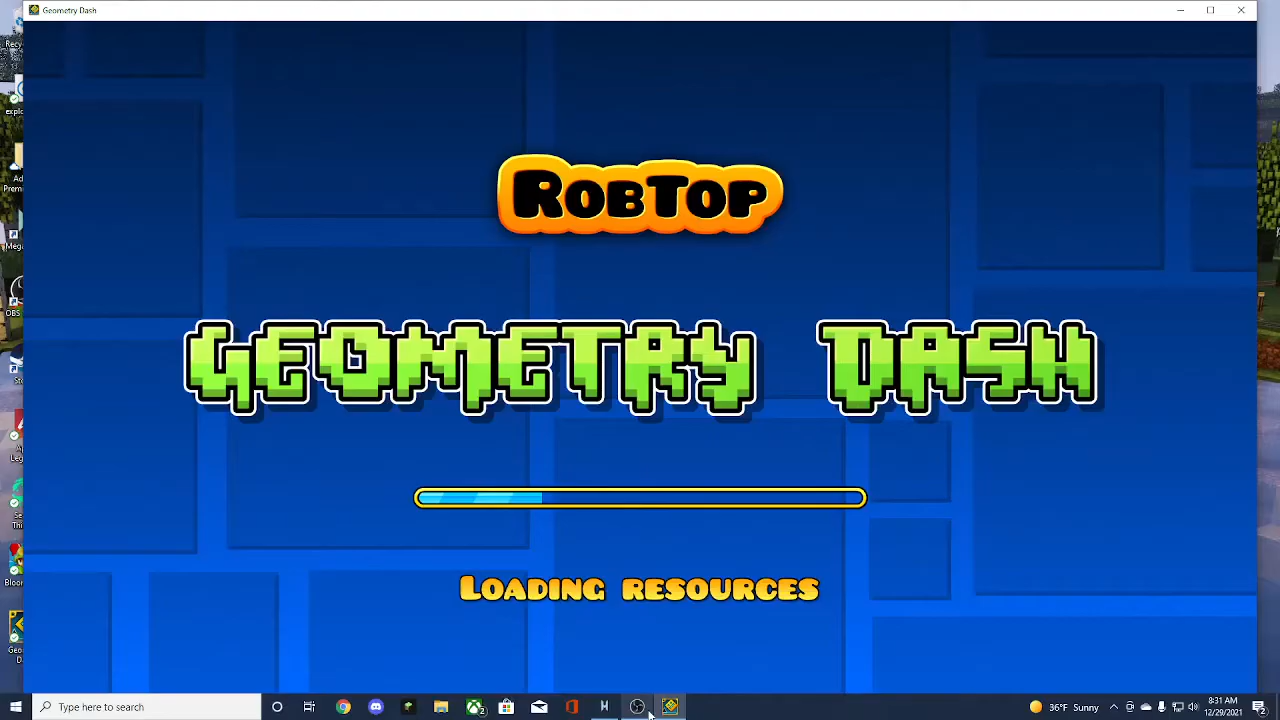 Geometry Dash
ROBTOP
GEOMETRY DASH
LOADING RESOURCES
Type here to search
36°F Sunny
8:31 AM
12/29/2021